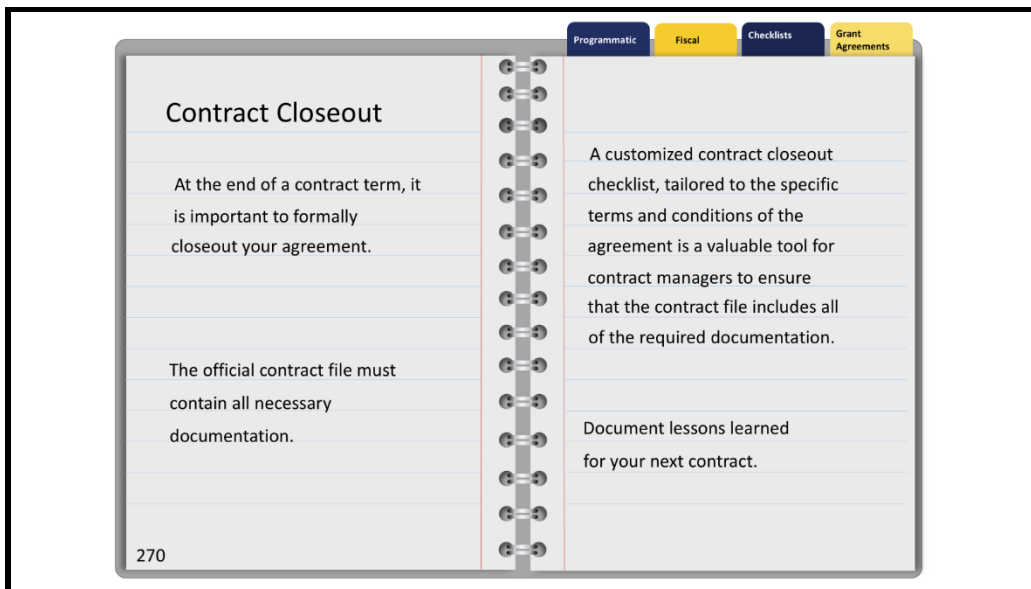 Programmatic
Fiscal
Checklists
Grant
Agreements
Contract Closeout
At the end of a contract term, it
is important to formally
closeout your agreement.
The official contract file must
contain all necessary
documentation.
270
A customized contract closeout
checklist, tailored to the specific
terms and conditions of the
agreement is a valuable tool for
contract managers to ensure
that the contract file includes all
of the required documentation.
Document lessons learned
for your next contract.